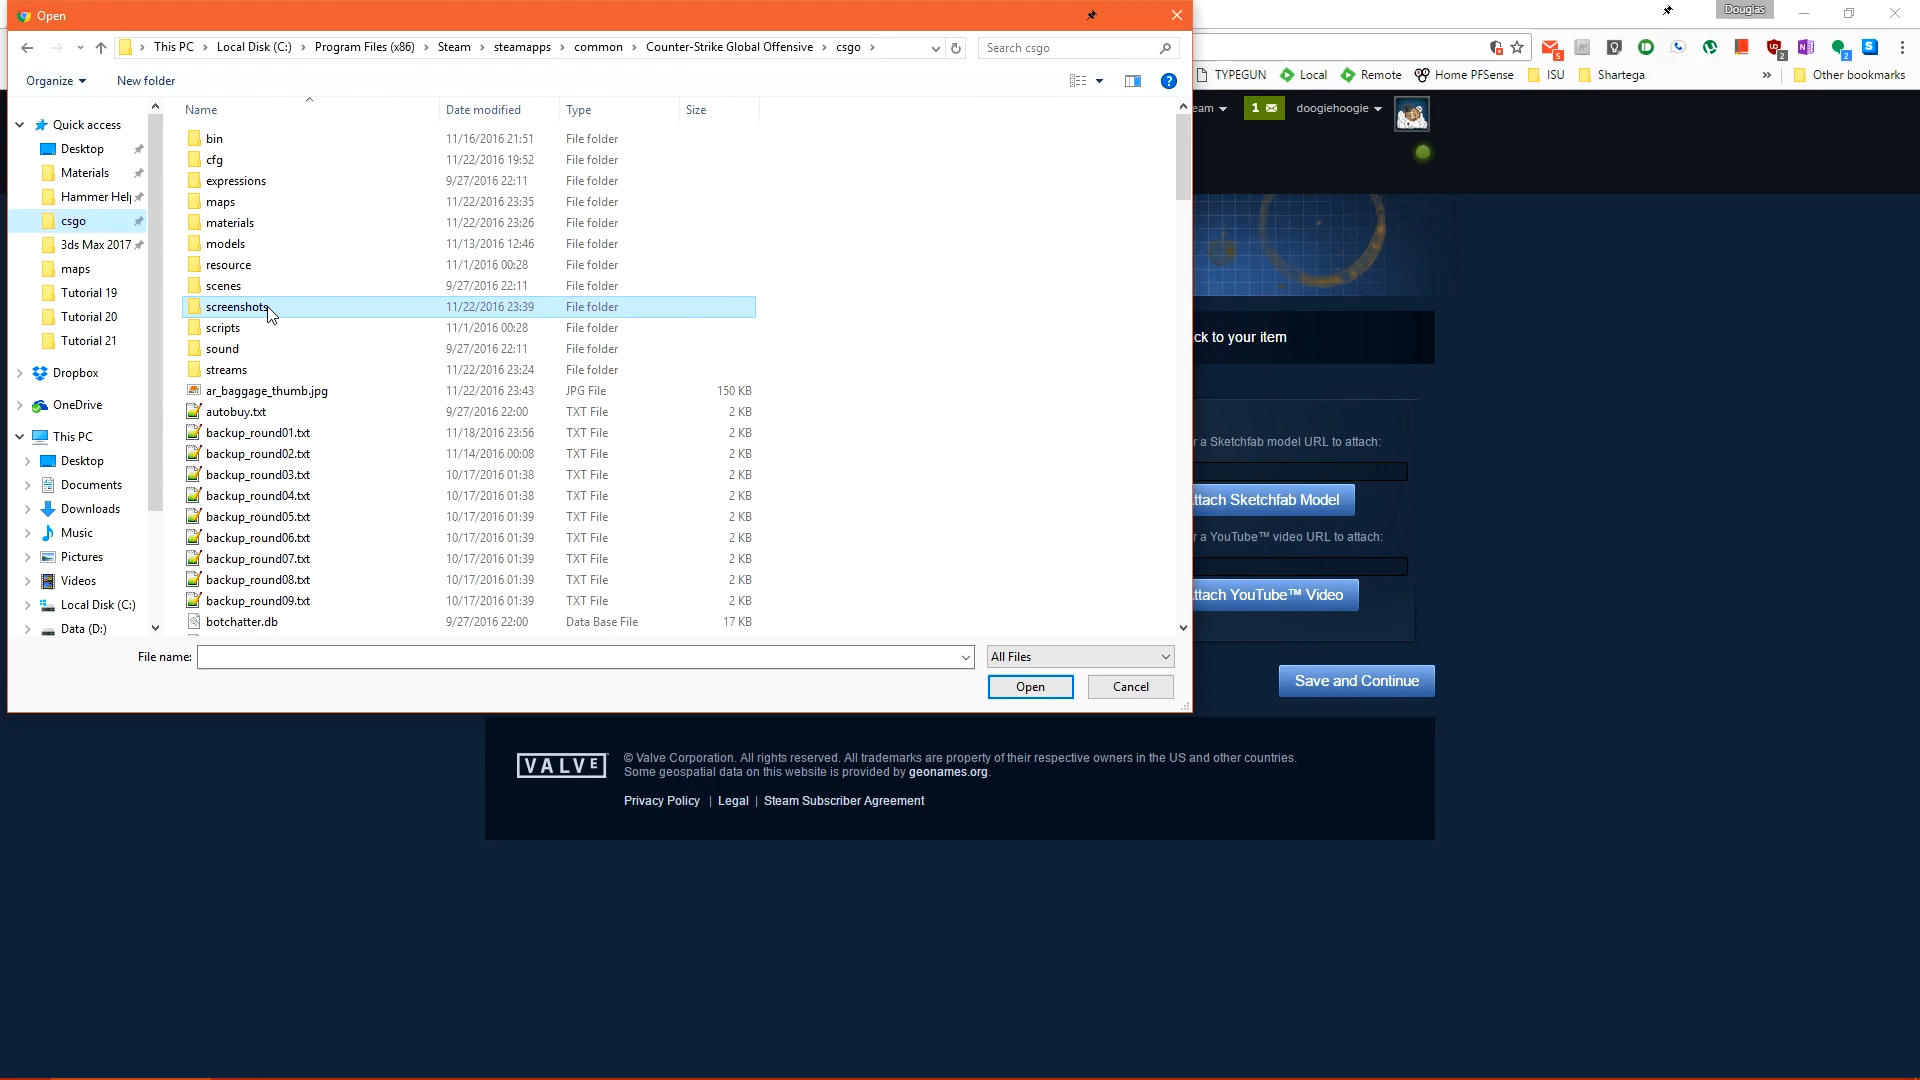 Open
Douglas
This PC > Local Disk (C:) > Program Files (x86) > Steam > steamapps > common > Counter-Strike Global Offensive > csgo >
Search csgo
Organize
New folder
TYPEGUN
Local
Remote
Home PFSense
ISU
Shartega
»
Other bookmarks
5
2
2
Name
Date modified
Type
Size
eam
1
doogiehoogie
Quick access
Desktop
Materials
Hammer Hel
csgo
3ds Max 2017
maps
Tutorial 19
Tutorial 20
Tutorial 21
Dropbox
OneDrive
This PC
Desktop
Documents
Downloads
Music
Pictures
Videos
Local Disk (C:)
Data (D:)
bin 11/16/2016 21:51 File folder
cfg 11/22/2016 19:52 File folder
expressions 9/27/2016 22:11 File folder
maps 11/22/2016 23:35 File folder
materials 11/22/2016 23:26 File folder
models 11/13/2016 12:46 File folder
resource 11/1/2016 00:28 File folder
scenes 9/27/2016 22:11 File folder
screenshots 11/22/2016 23:39 File folder
scripts 11/1/2016 00:28 File folder
sound 9/27/2016 22:11 File folder
streams 11/22/2016 23:24 File folder
ar_baggage_thumb.jpg 11/22/2016 23:43 JPG File 150 KB
autobuy.txt 9/27/2016 22:00 TXT File 2 KB
backup_round01.txt 11/18/2016 23:56 TXT File 2 KB
backup_round02.txt 11/14/2016 00:08 TXT File 2 KB
backup_round03.txt 10/17/2016 01:38 TXT File 2 KB
backup_round04.txt 10/17/2016 01:38 TXT File 2 KB
backup_round05.txt 10/17/2016 01:39 TXT File 2 KB
backup_round06.txt 10/17/2016 01:39 TXT File 2 KB
backup_round07.txt 10/17/2016 01:39 TXT File 2 KB
backup_round08.txt 10/17/2016 01:39 TXT File 2 KB
backup_round09.txt 10/17/2016 01:39 TXT File 2 KB
botchatter.db 9/27/2016 22:00 Data Base File 17 KB
File name:
All Files
Open
Cancel
ck to your item
r a Sketchfab model URL to attach:
ttach Sketchfab Model
r a YouTube™ video URL to attach:
ttach YouTube™ Video
Save and Continue
VALVE
© Valve Corporation. All rights reserved. All trademarks are property of their respective owners in the US and other countries.
Some geospatial data on this website is provided by geonames.org.
Privacy Policy | Legal | Steam Subscriber Agreement